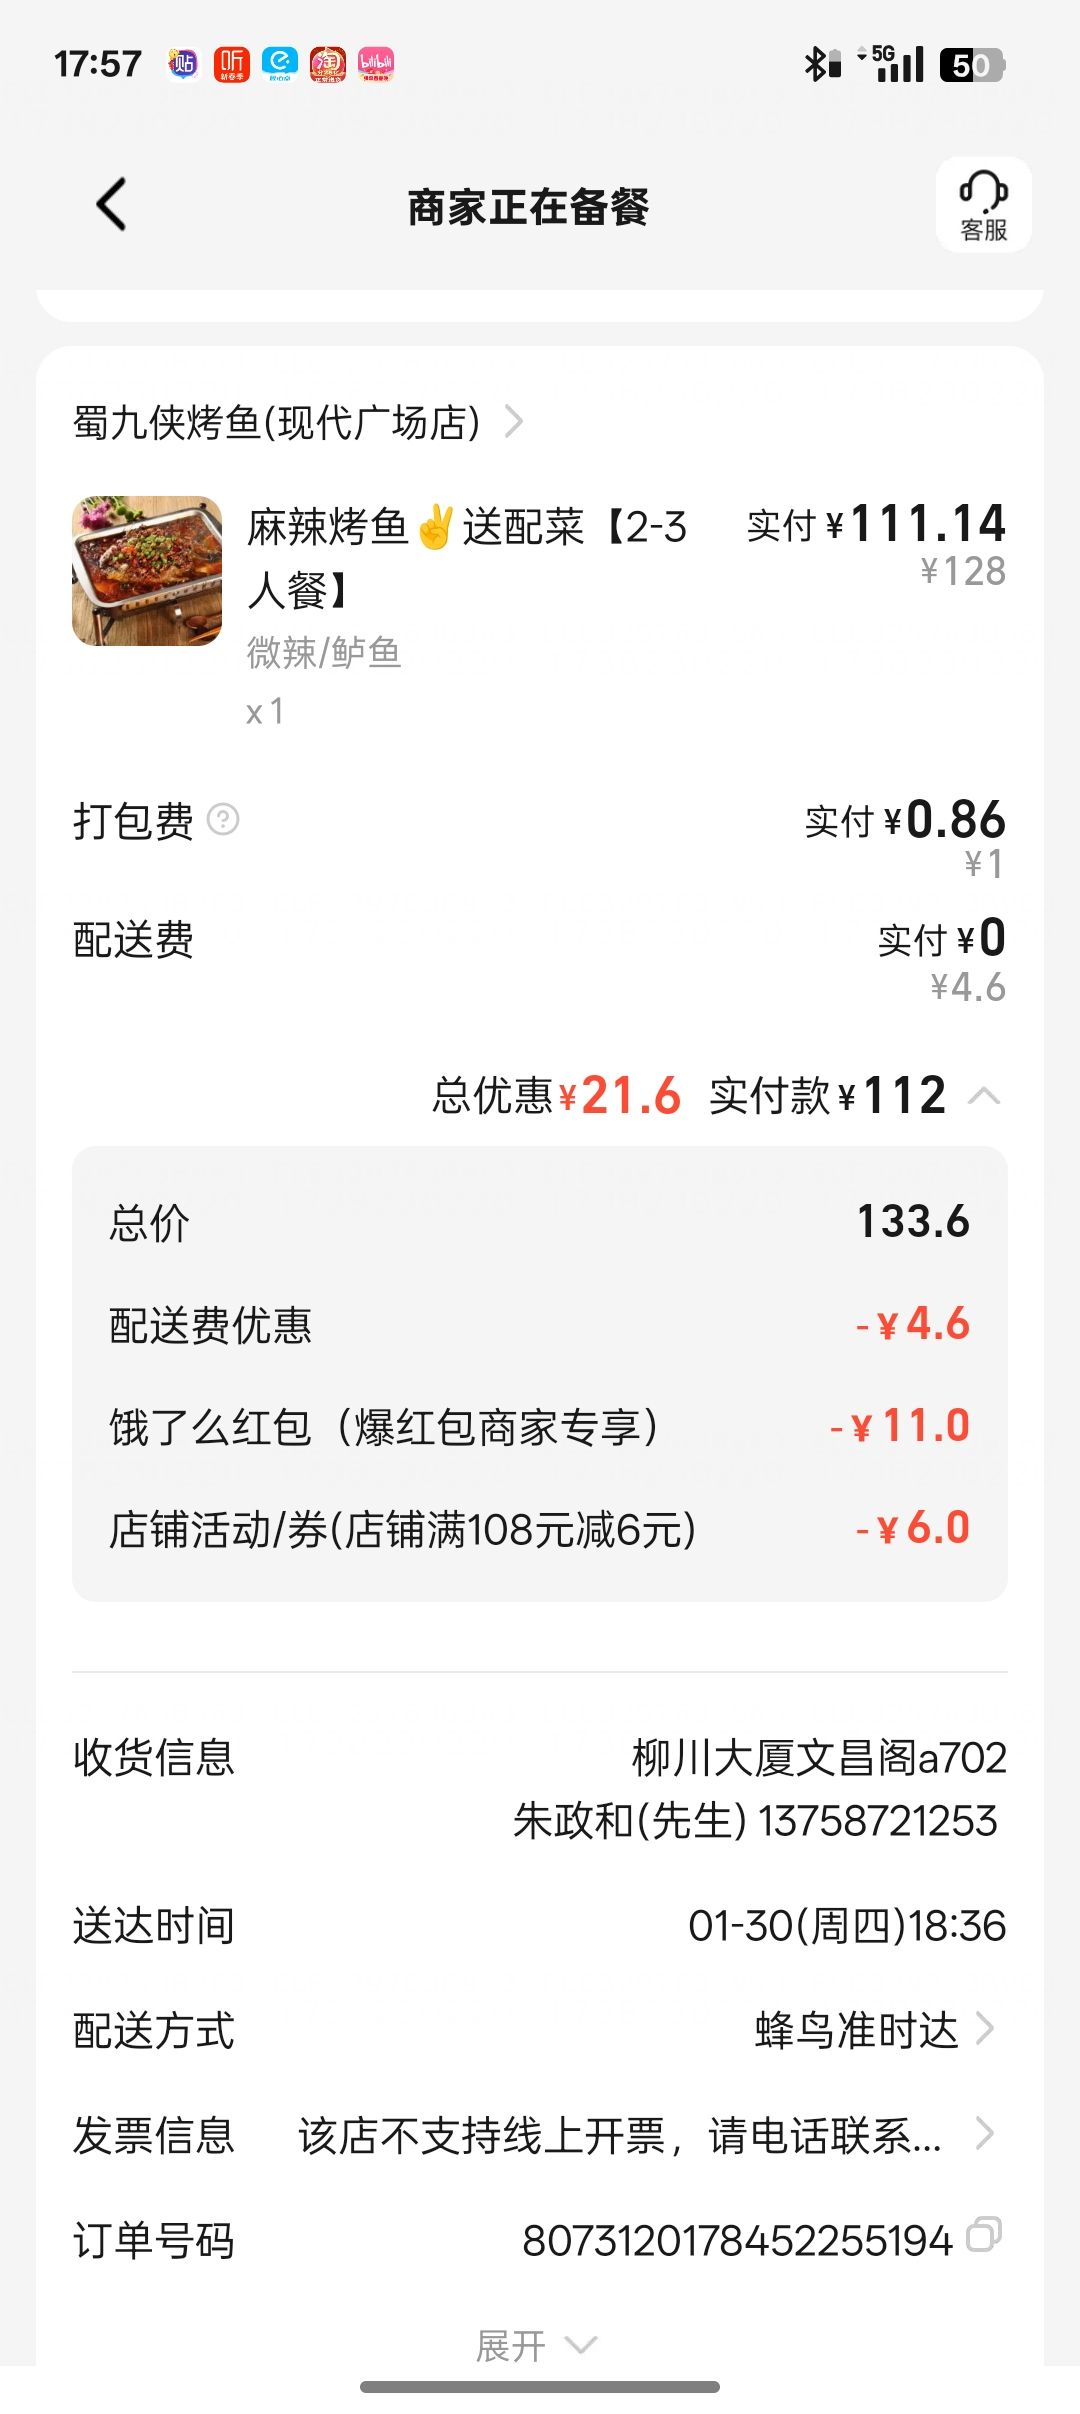 17:57
5G
50
商家正在备餐
客服
蜀九侠烤鱼(现代广场店)
麻辣烤鱼✌️送配菜【2-3
人餐】
实付 ¥111.14
¥128
微辣/鲈鱼
x1
打包费 ?
实付 ¥0.86
¥1
配送费
实付 ¥0
¥4.6
总优惠¥21.6 实付款¥112
总价 133.6
配送费优惠 -¥4.6
饿了么红包（爆红包商家专享） -¥11.0
店铺活动/券(店铺满108元减6元) -¥6.0
收货信息 柳川大厦文昌阁a702
朱政和(先生) 13758721253
送达时间 01-30(周四)18:36
配送方式 蜂鸟准时达
发票信息 该店不支持线上开票，请电话联系...
订单号码 8073120178452255194
展开